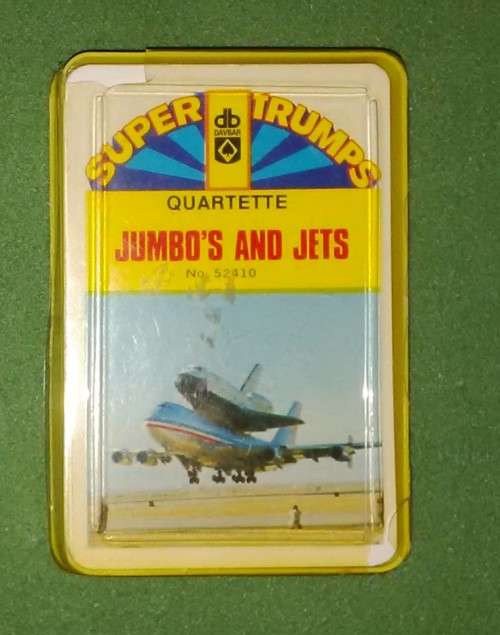 SUPER TRUMPS
db
DAVBAR
QUARTETTE
JUMBO'S AND JETS
No. 52410